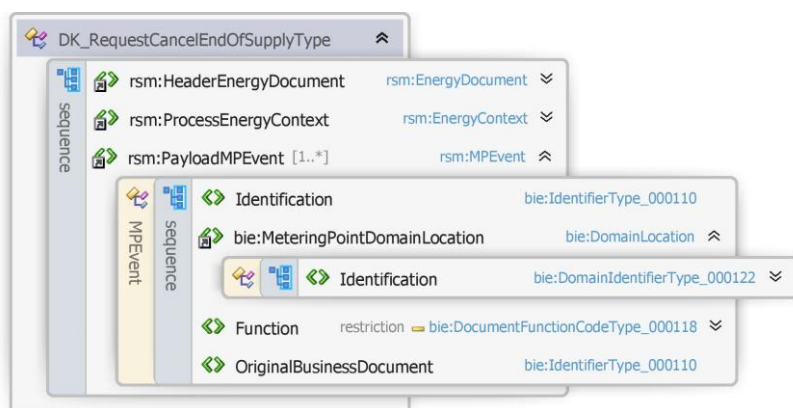 DK_RequestCancelEndOfSupplyType
sequence
rsm:HeaderEnergyDocument rsm:EnergyDocument
rsm:ProcessEnergyContext rsm:EnergyContext
rsm:PayloadMPEvent [1..*] rsm:MPEvent
MPEvent
sequence
Identification bie:IdentifierType_000110
bie:MeteringPointDomainLocation bie:DomainLocation
Identification bie:DomainIdentifierType_000122
Function restriction bie:DocumentFunctionCodeType_000118
OriginalBusinessDocument bie:IdentifierType_000110